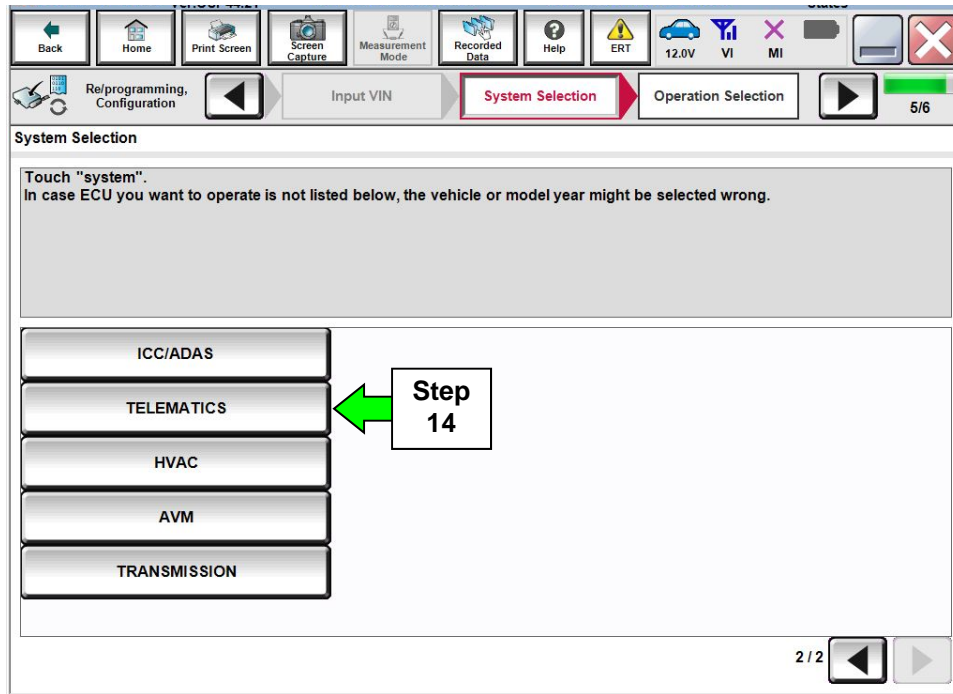 Back
Home
Print Screen
Screen
Capture
Measurement
Mode
Recorded
Data
Help
ERT
12.0V
VI
MI
Re/programming,
Configuration
Input VIN
System Selection
Operation Selection
5/6
System Selection
Touch "system".
In case ECU you want to operate is not listed below, the vehicle or model year might be selected wrong.
ICC/ADAS
TELEMATICS
Step
14
HVAC
AVM
TRANSMISSION
2 / 2